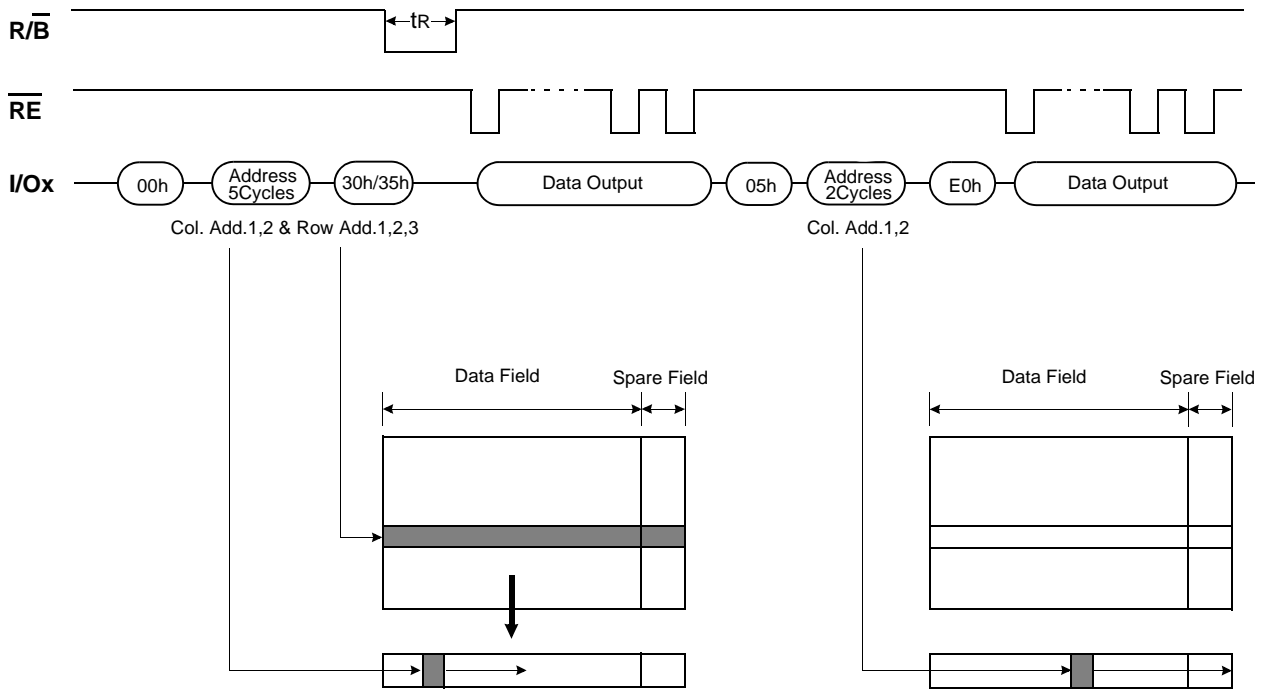 R/B̅
tR
R̅E̅
I/Ox
00h
Address
5Cycles
30h/35h
Data Output
05h
Address
2Cycles
E0h
Data Output
Col. Add.1,2 & Row Add.1,2,3
Col. Add.1,2
Data Field
Spare Field
Data Field
Spare Field